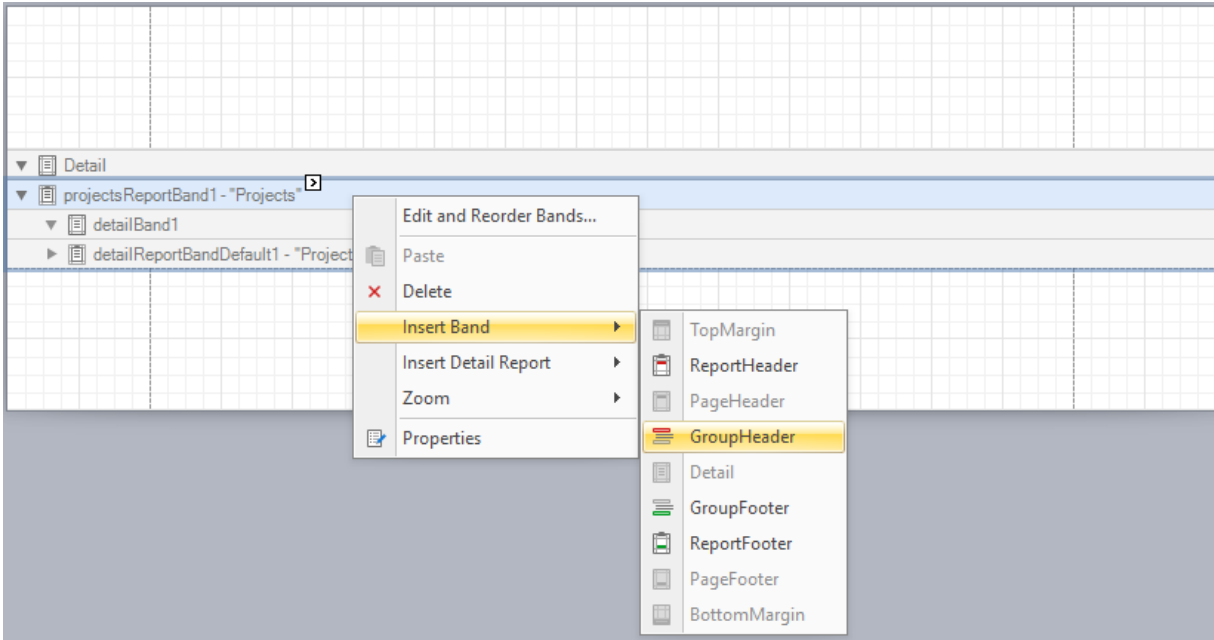 Detail
projectsReportBand1 - "Projects"
detailBand1
detailReportBandDefault1 - "Project
Edit and Reorder Bands...
Paste
Delete
Insert Band
Insert Detail Report
Zoom
Properties
TopMargin
ReportHeader
PageHeader
GroupHeader
Detail
GroupFooter
ReportFooter
PageFooter
BottomMargin